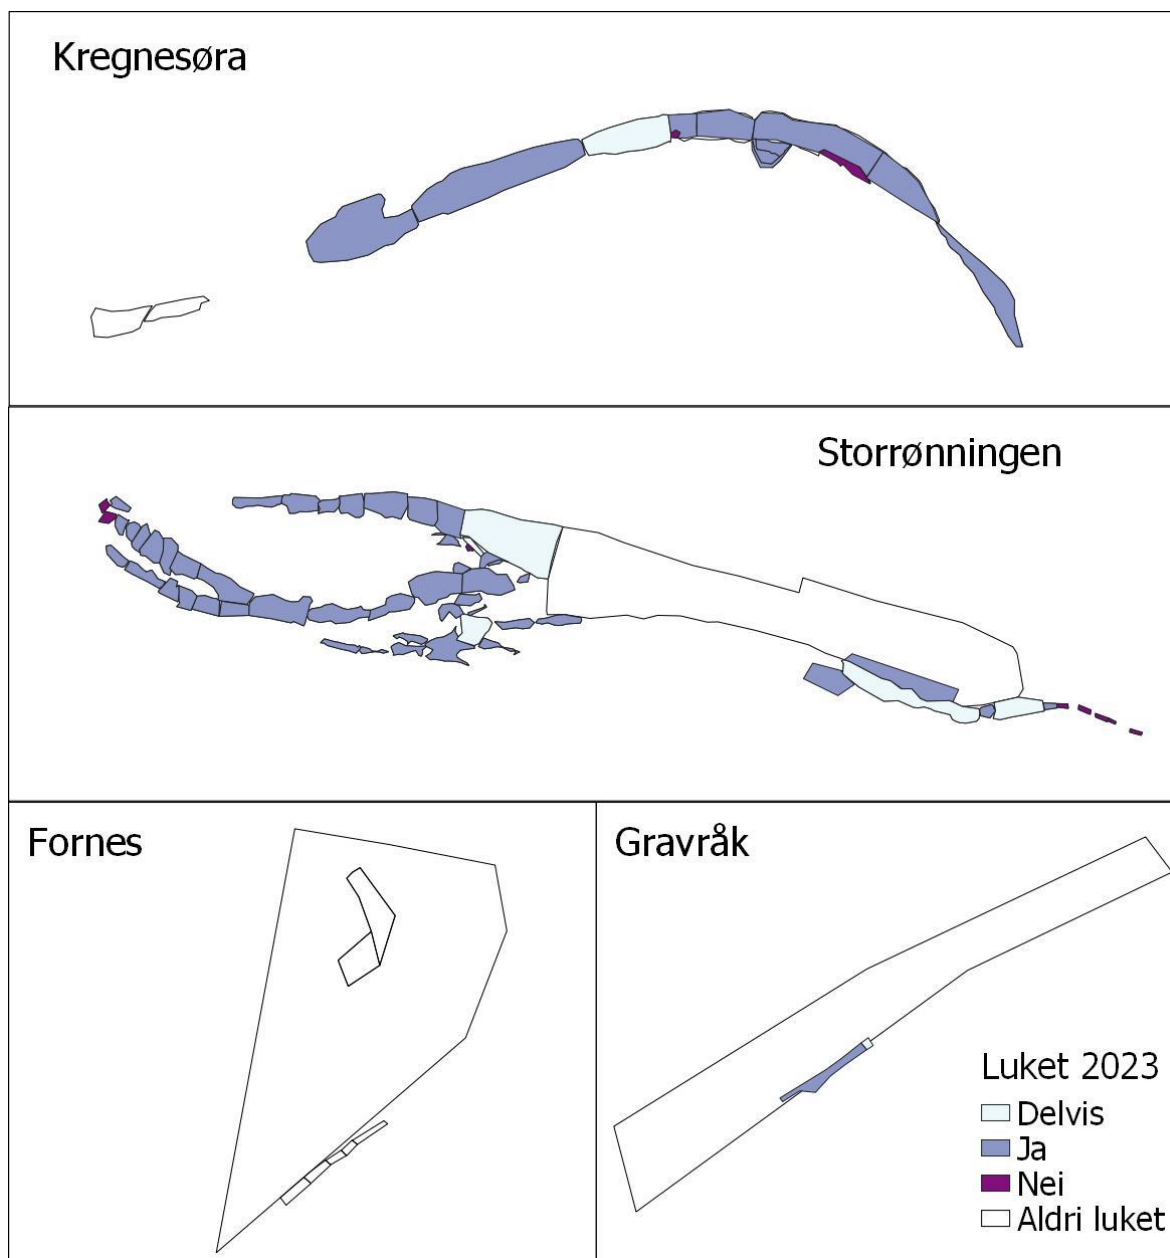 Kregnesøra
Storrønningen
Fornes
Gravråk
Luket 2023
Delvis
Ja
Nei
Aldri luket